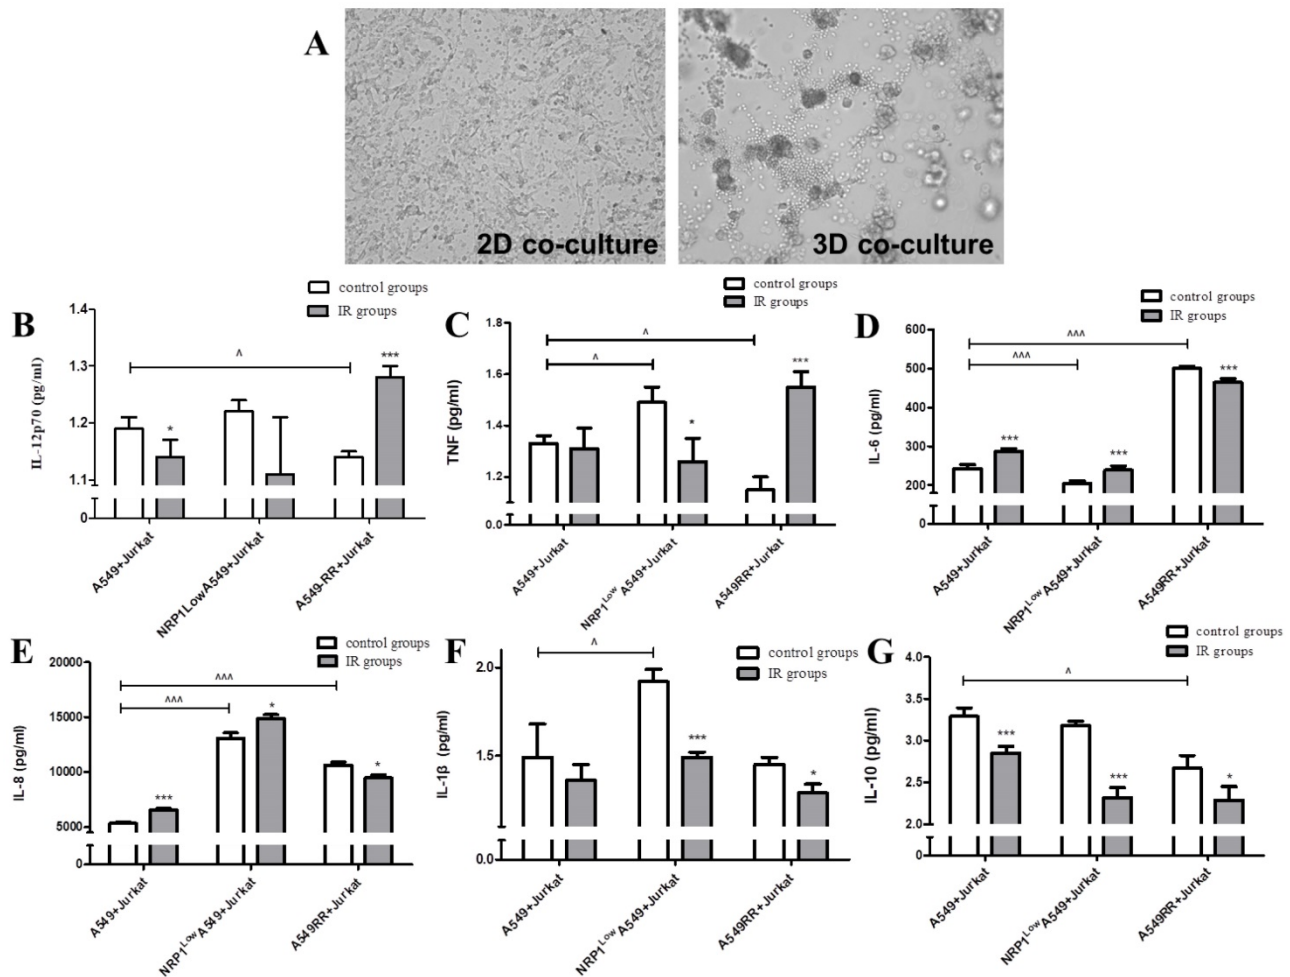 A
2D co-culture
3D co-culture
B
control groups
IR groups
IL-12p70 (pg/ml)
1.4
1.3
1.2
1.1
0
^
*
***
A549+Jurkat
NRP1LowA549+Jurkat
A549-RR+Jurkat
C
control groups
IR groups
TNF (pg/ml)
1.8
1.6
1.4
1.2
0.0
^
^
*
***
A549+Jurkat
NRP1Low A549+Jurkat
A549RR+Jurkat
D
control groups
IR groups
IL-6 (pg/ml)
600
500
400
300
200
0
^^^
^^^
***
***
***
A549+Jurkat
NRP1Low A549+Jurkat
A549RR+Jurkat
E
control groups
IR groups
IL-8 (pg/ml)
20000
15000
10000
5000
0
^^^
^^^
***
*
*
A549+Jurkat
NRP1Low A549+Jurkat
A549RR+Jurkat
F
control groups
IR groups
IL-1β (pg/ml)
2.0
1.5
0.0
^
***
*
A549+Jurkat
NRP1Low A549+Jurkat
A549RR+Jurkat
G
control groups
IR groups
IL-10 (pg/ml)
4.0
3.5
3.0
2.5
2.0
0
^
***
***
*
A549+Jurkat
NRP1Low A549+Jurkat
A549RR+Jurkat